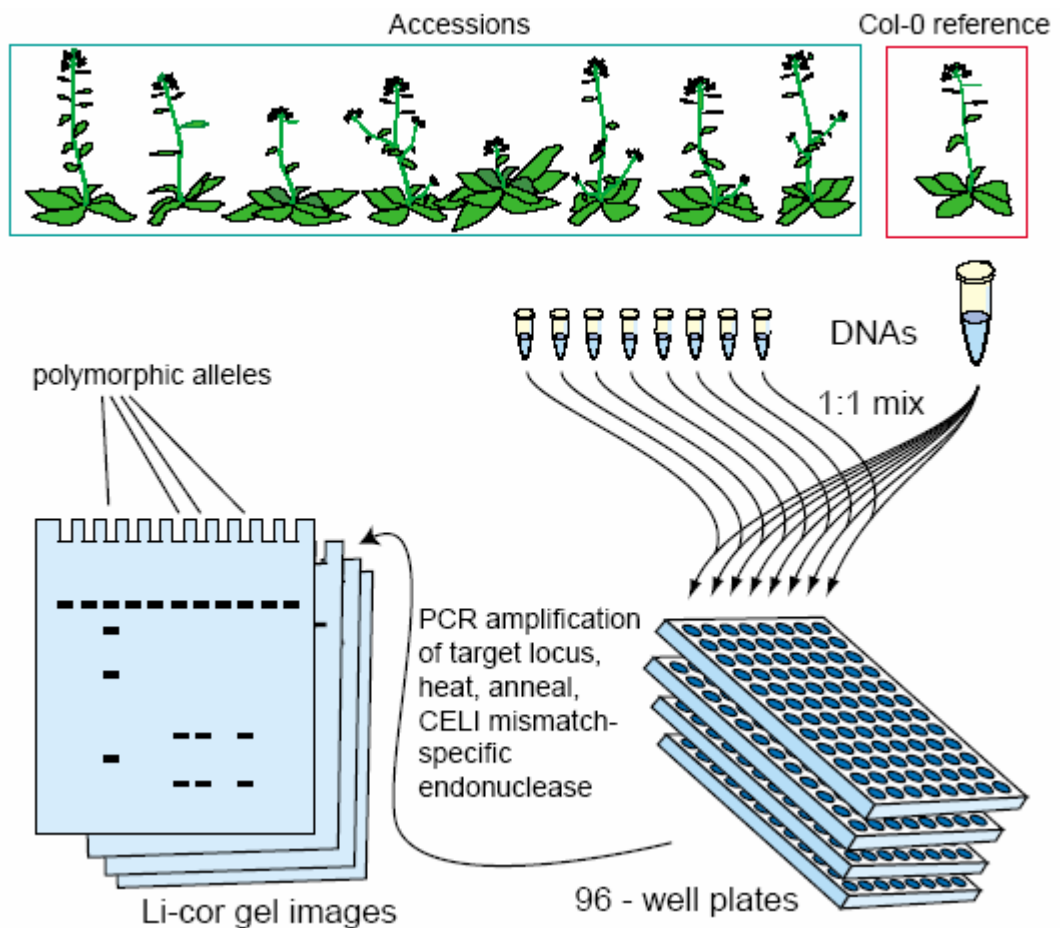 Accessions
Col-0 reference
DNAs
1:1 mix
polymorphic alleles
PCR amplification
of target locus,
heat, anneal,
CELI mismatch-
specific
endonuclease
Li-cor gel images
96 - well plates